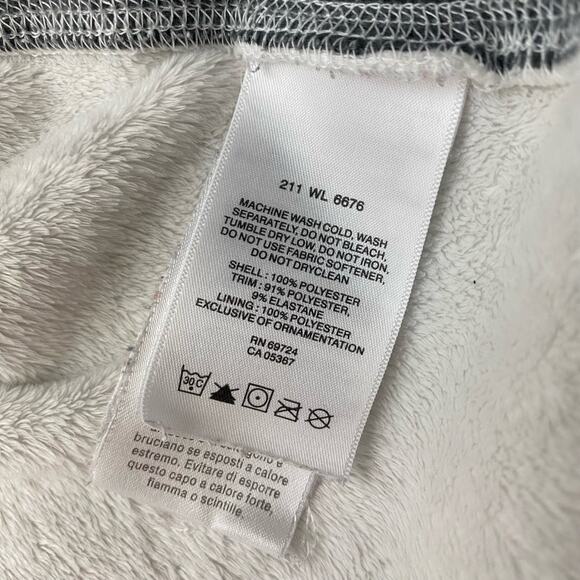 211 WL 6676
MACHINE WASH COLD, WASH
SEPARATELY, DO NOT BLEACH,
TUMBLE DRY LOW. DO NOT IRON.
DO NOT USE FABRIC SOFTENER,
DO NOT DRYCLEAN
SHELL : 100% POLYESTER
TRIM : 91% POLYESTER,
9% ELASTANE
LINING : 100% POLYESTER
EXCLUSIVE OF ORNAMENTATION
RN 69724
CA 05367
30 C
bruciano se esposti a calore
estremo. Evitare di esporre
questo capo a calore forte,
fiamma o scintille.